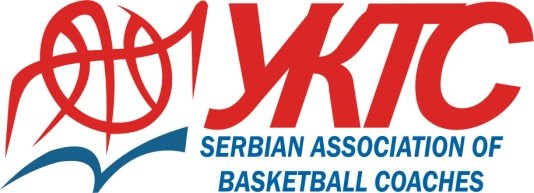 УКТС
SERBIAN ASSOCIATION OF
BASKETBALL COACHES